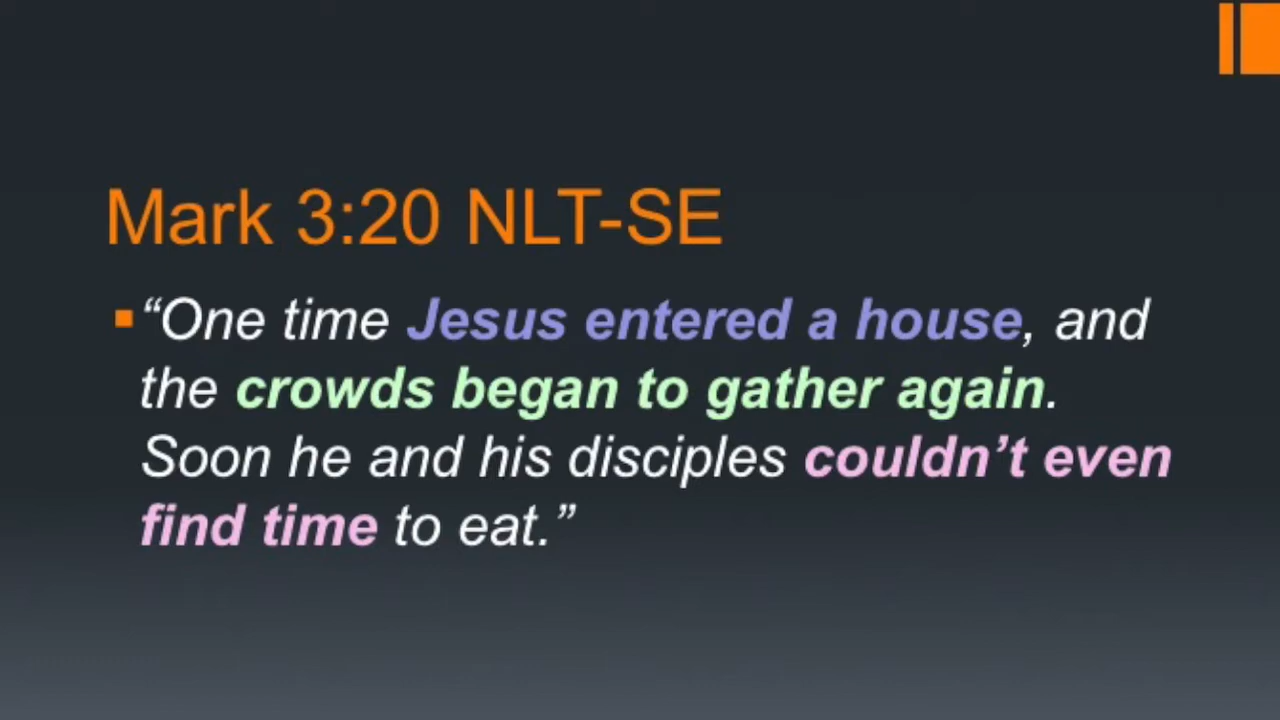 Mark 3:20 NLT-SE
“One time Jesus entered a house, and
the crowds began to gather again.
Soon he and his disciples couldn’t even
find time to eat.”